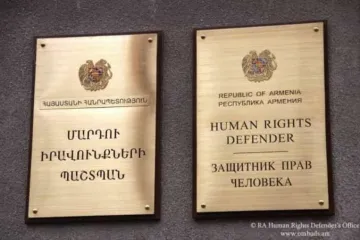 ՀԱՅԱՍՏԱՆԻ ՀԱՆՐԱՊԵՏՈՒԹՅՈՒՆ
ՄԱՐԴՈՒ
ԻՐԱՎՈՒՆՔՆԵՐԻ
ՊԱՇՏՊԱՆ
REPUBLIC OF ARMENIA
РЕСПУБЛИКА АРМЕНИЯ
HUMAN RIGHTS
DEFENDER
ЗАЩИТНИК ПРАВ
ЧЕЛОВЕКА
© RA Human Rights Defender's Office
www.ombuds.am